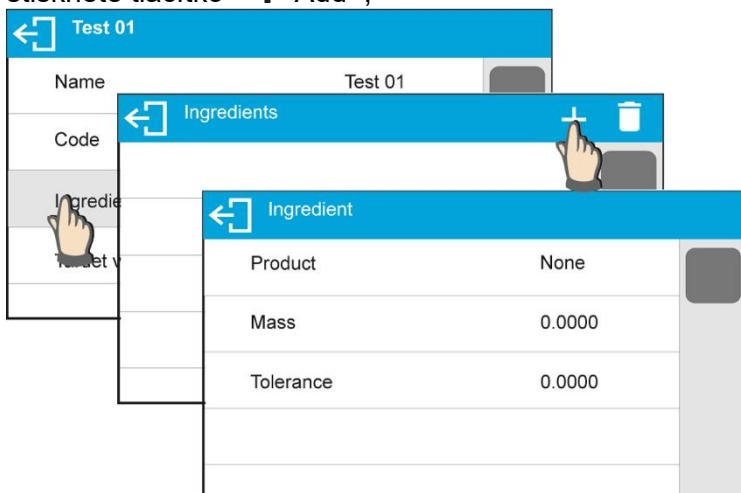 Test 01
Name Test 01
Code
Ingredients
Ingredient
Product None
Mass 0.0000
Tolerance 0.0000